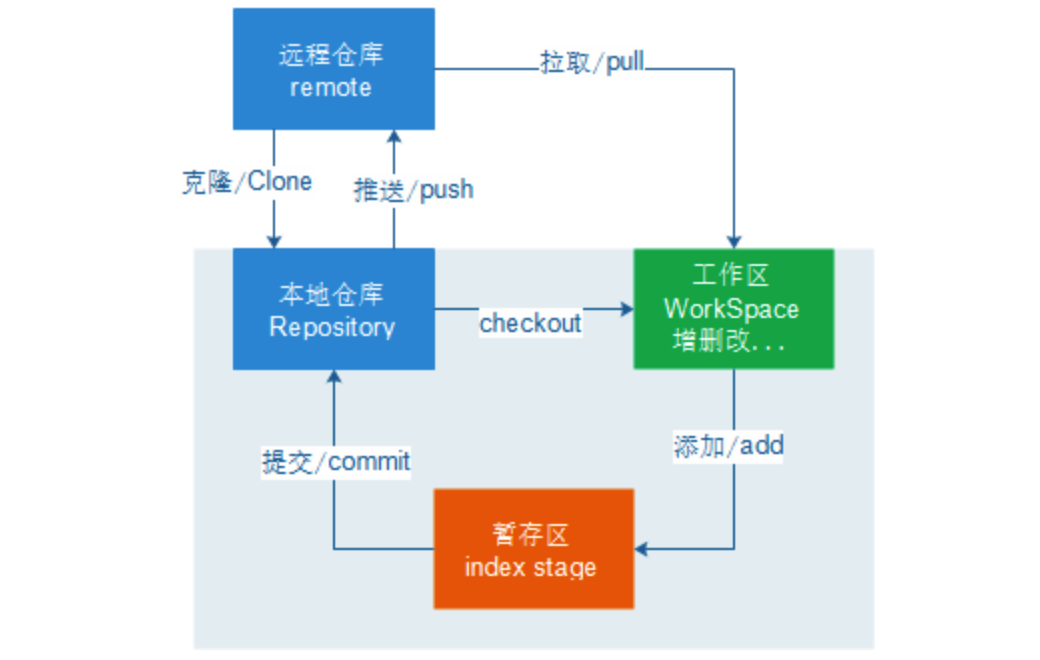 远程仓库
remote
拉取/pull
克隆/Clone
推送/push
本地仓库
Repository
checkout
工作区
WorkSpace
增删改...
提交/commit
添加/add
暂存区
index stage